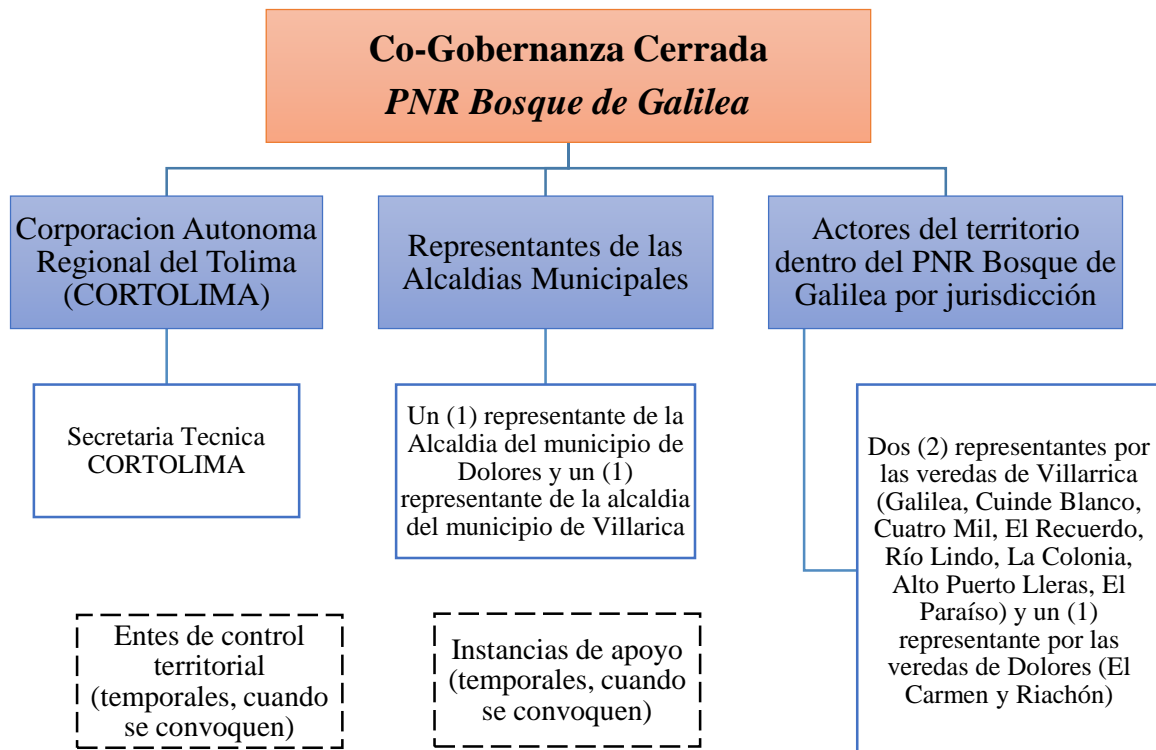 Co-Gobernanza Cerrada
PNR Bosque de Galilea
Corporacion Autonoma
Regional del Tolima
(CORTOLIMA)
Representantes de las
Alcaldias Municipales
Actores del territorio
dentro del PNR Bosque de
Galilea por jurisdicción
Secretaria Tecnica
CORTOLIMA
Un (1) representante de la
Alcaldia del municipio de
Dolores y un (1)
representante de la alcaldia
del municipio de Villarica
Dos (2) representantes por
las veredas de Villarrica
(Galilea, Cuinde Blanco,
Cuatro Mil, El Recuerdo,
Río Lindo, La Colonia,
Alto Puerto Lleras, El
Paraíso) y un (1)
representante por las
veredas de Dolores (El
Carmen y Riachón)
Entes de control
territorial
(temporales, cuando
se convoquen)
Instancias de apoyo
(temporales, cuando
se convoquen)